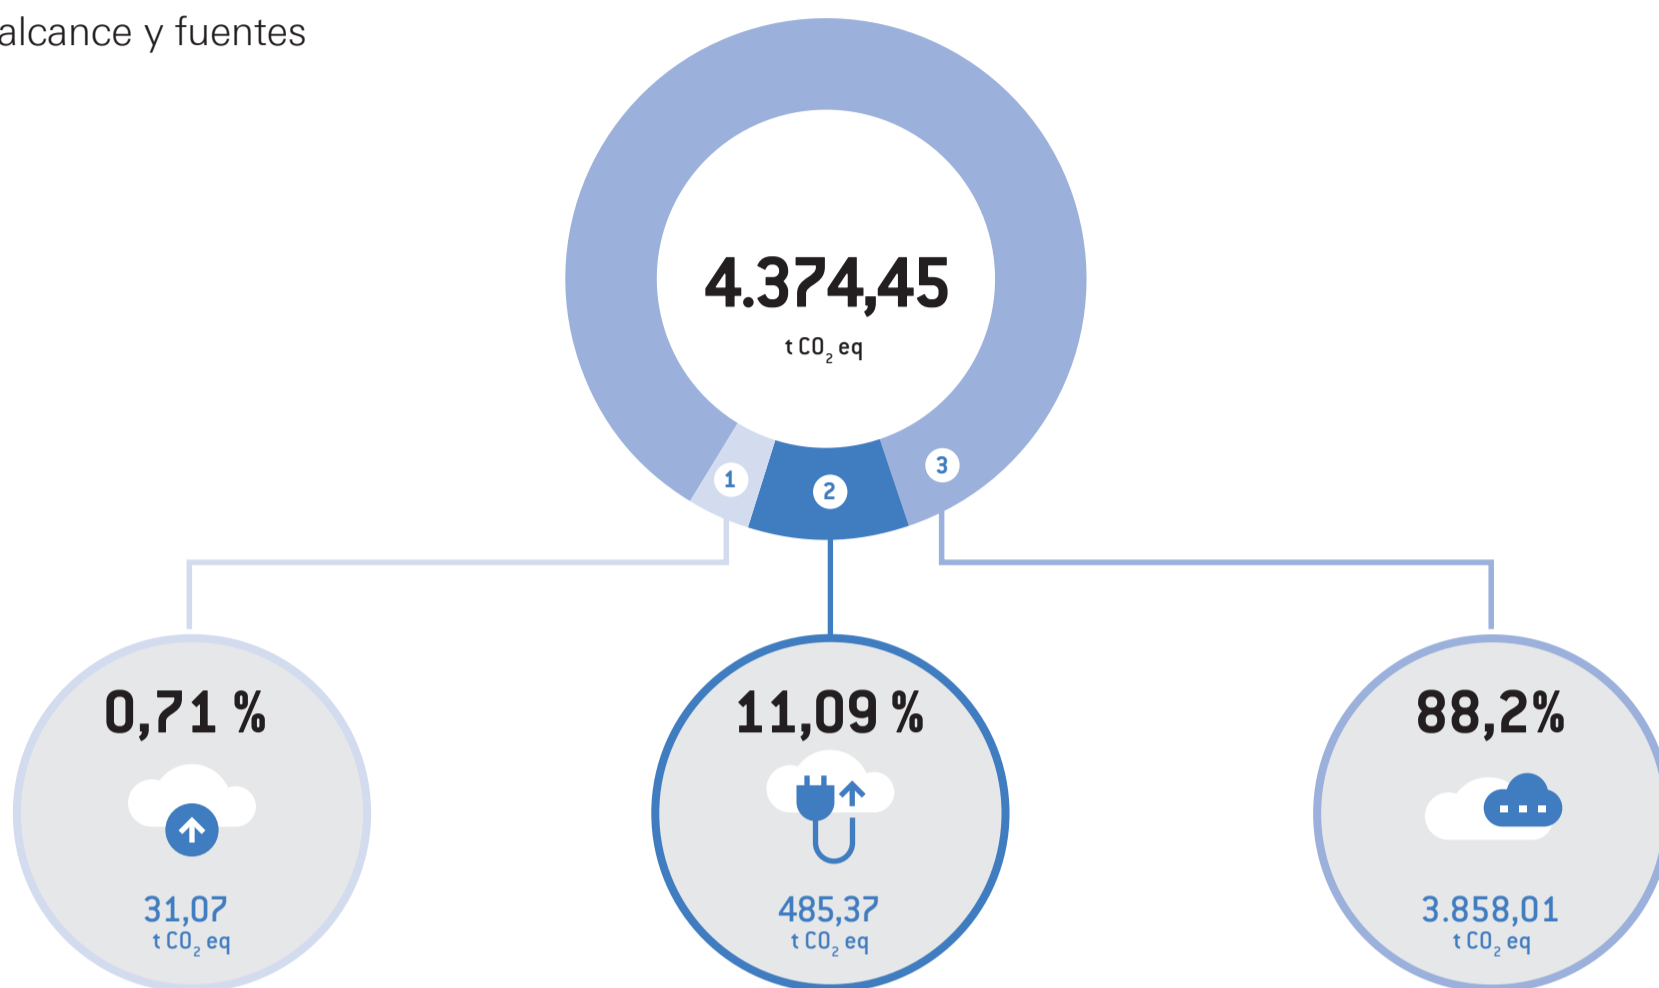 alcance y fuentes
4.374,45
t CO₂ eq
1
2
3
0,71 %
31,07
t CO₂ eq
11,09 %
485,37
t CO₂ eq
88,2%
3.858,01
t CO₂ eq